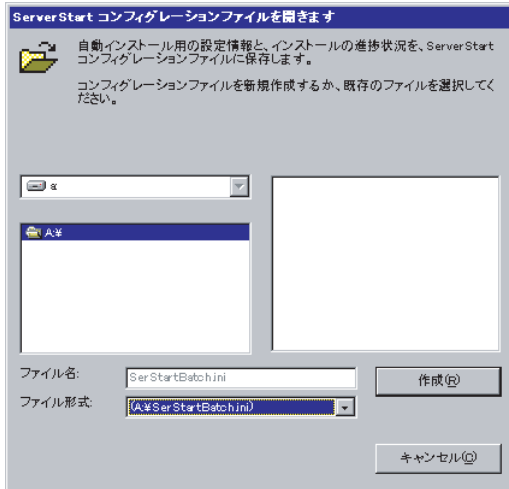 ServerStart コンフィグレーションファイルを開きます
自動インストール用の設定情報と、インストールの進捗状況を、ServerStart
コンフィグレーションファイルに保存します。
コンフィグレーションファイルを新規作成するか、既存のファイルを選択してく
ださい。
a:
A:¥
ファイル名:
SerStartBatch.ini
作成(R)
ファイル形式:
(A:¥SerStartBatch.ini)
キャンセル(C)